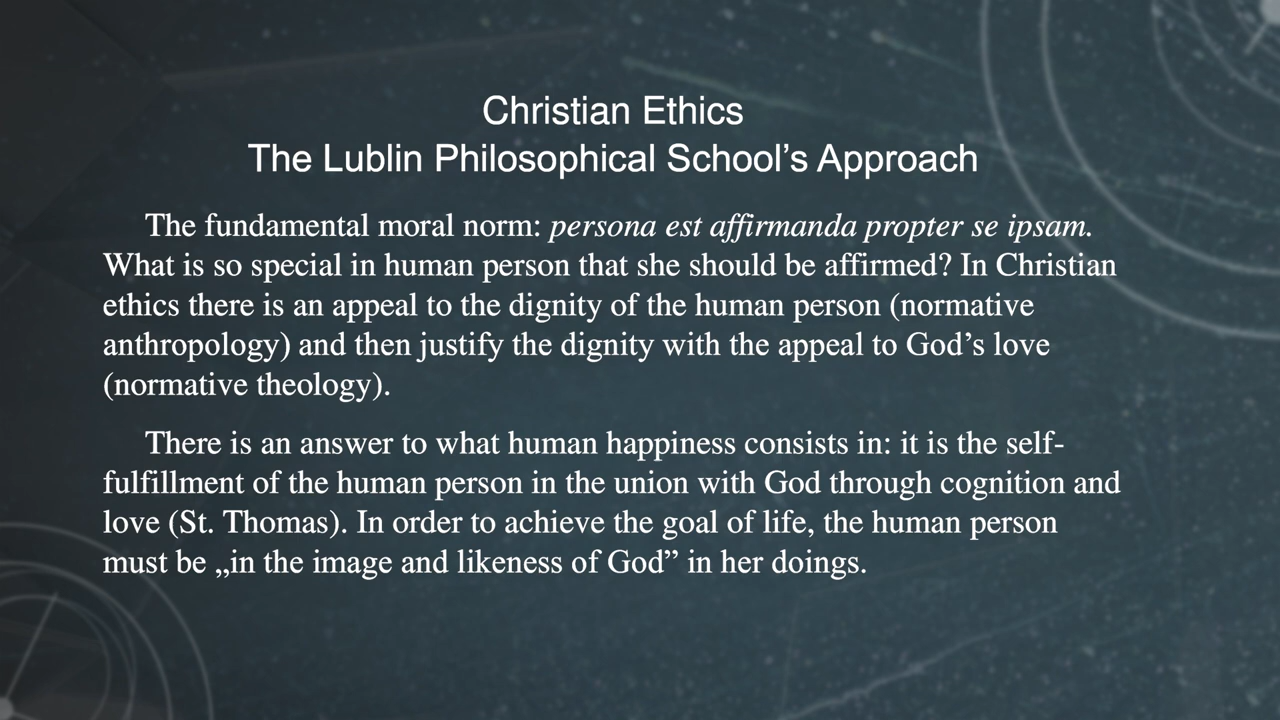 Christian Ethics
The Lublin Philosophical School’s Approach
The fundamental moral norm: persona est affirmanda propter se ipsam.
What is so special in human person that she should be affirmed? In Christian
ethics there is an appeal to the dignity of the human person (normative
anthropology) and then justify the dignity with the appeal to God’s love
(normative theology).
There is an answer to what human happiness consists in: it is the self-
fulfillment of the human person in the union with God through cognition and
love (St. Thomas). In order to achieve the goal of life, the human person
must be „in the image and likeness of God” in her doings.